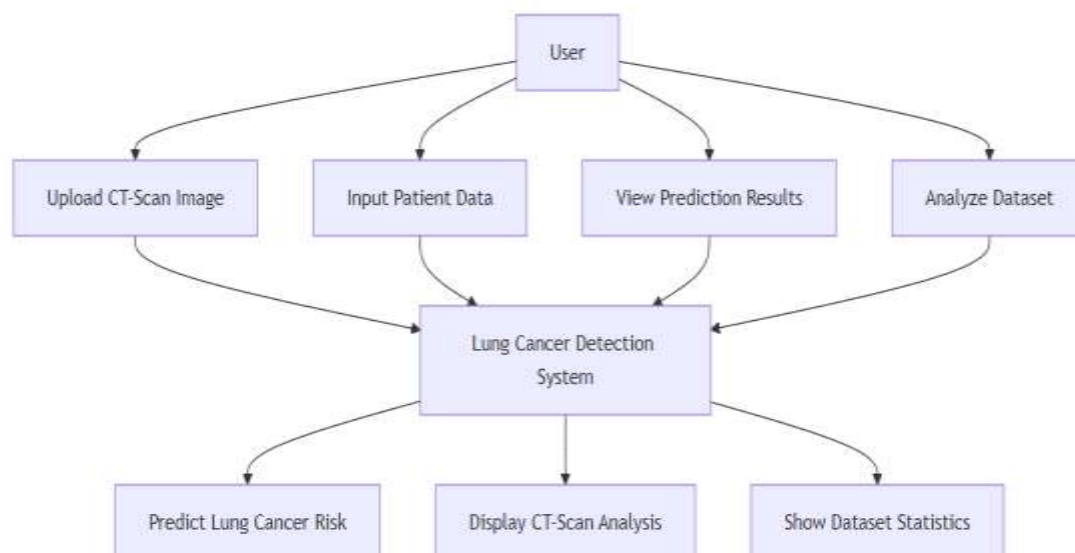 User
Upload CT-Scan Image
Input Patient Data
View Prediction Results
Analyze Dataset
Lung Cancer Detection
System
Predict Lung Cancer Risk
Display CT-Scan Analysis
Show Dataset Statistics